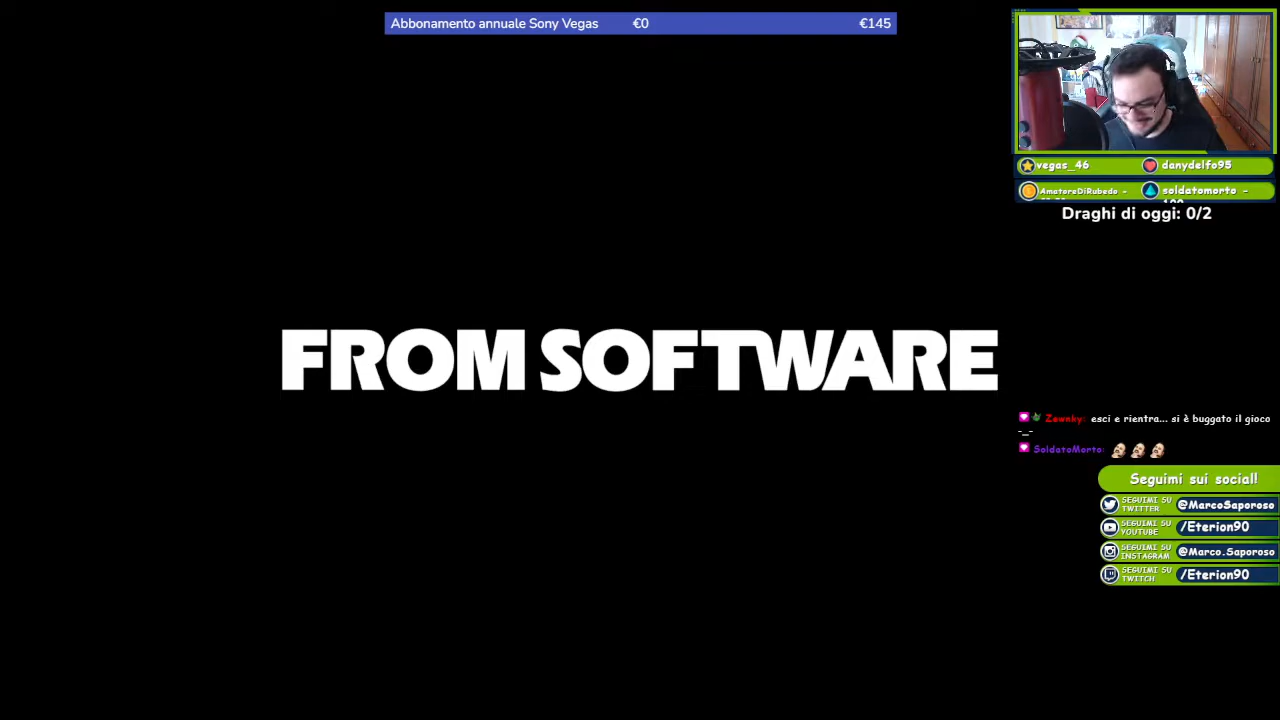 Abbonamento annuale Sony Vegas €0 €145
vegas_46 danydelfo95
AmatoreDiRubedo - soldatomorto -
Draghi di oggi: 0/2
FROM SOFTWARE
Zewnky: esci e rientra... si è buggato il gioco
-_-
SoldatoMorto:
Seguimi sui social!
SEGUIMI SU
TWITTER @MarcoSaporoso
SEGUIMI SU
YOUTUBE /Eterion90
SEGUIMI SU
INSTAGRAM @Marco.Saporoso
SEGUIMI SU
TWITCH /Eterion90